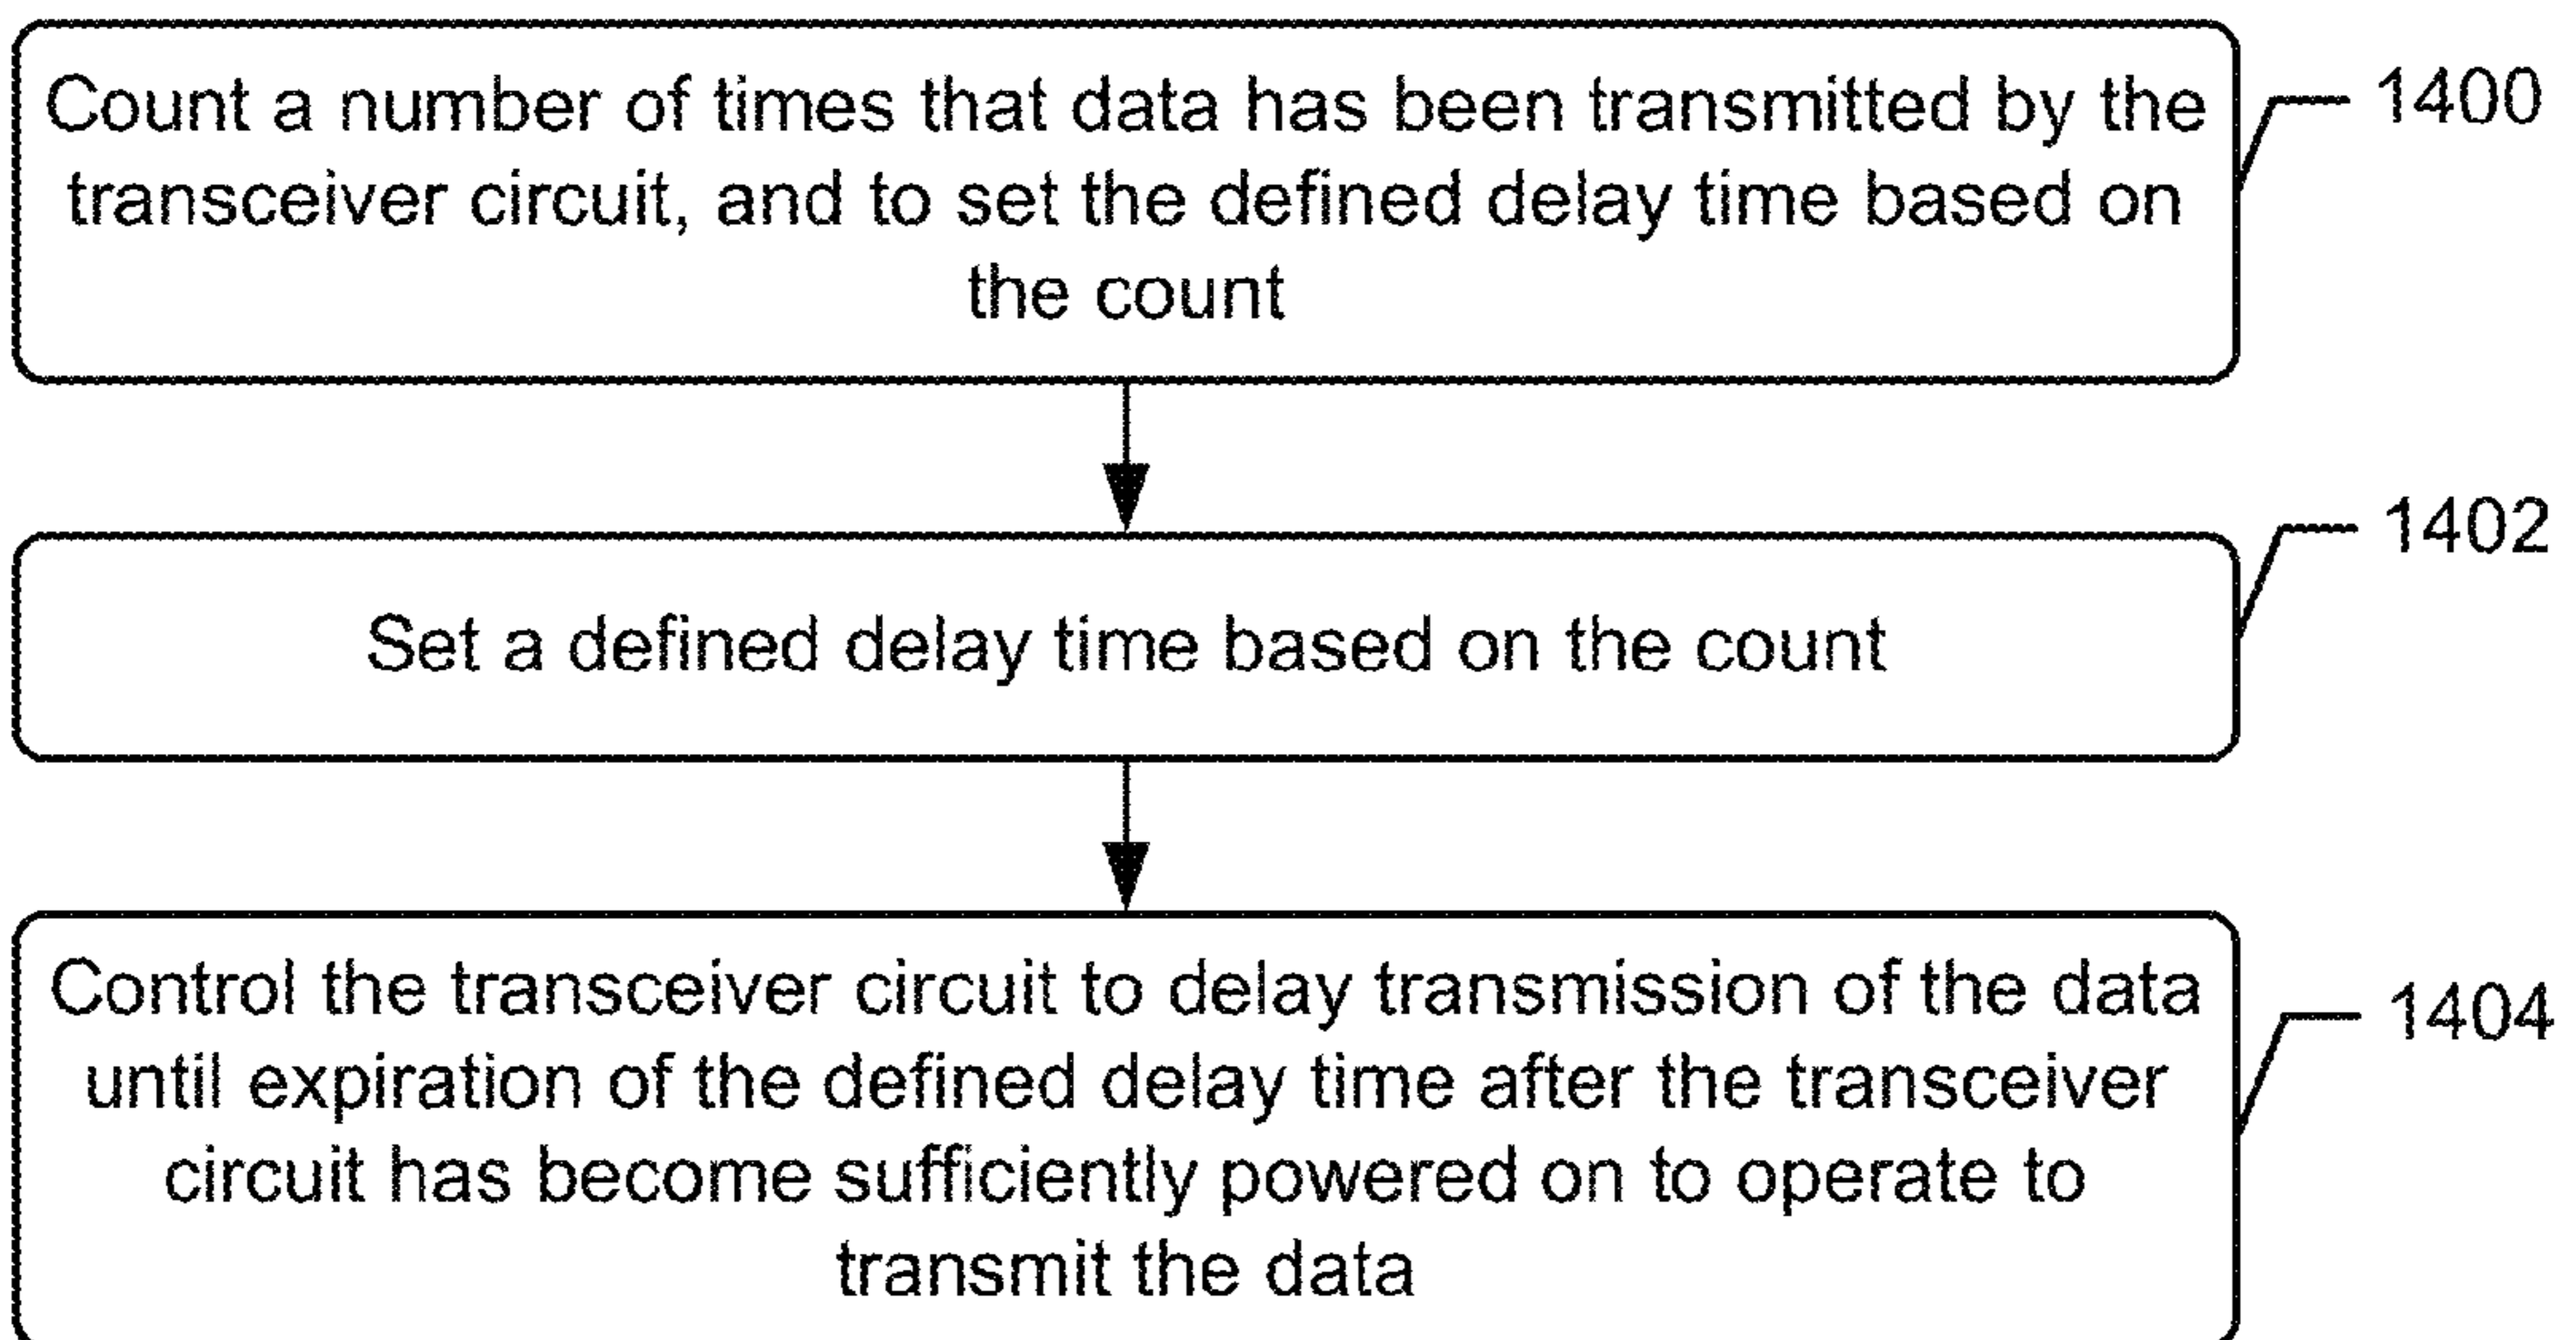 Count a number of times that data has been transmitted by the
transceiver circuit, and to set the defined delay time based on
the count
1400
Set a defined delay time based on the count
1402
Control the transceiver circuit to delay transmission of the data
until expiration of the defined delay time after the transceiver
circuit has become sufficiently powered on to operate to
transmit the data
1404